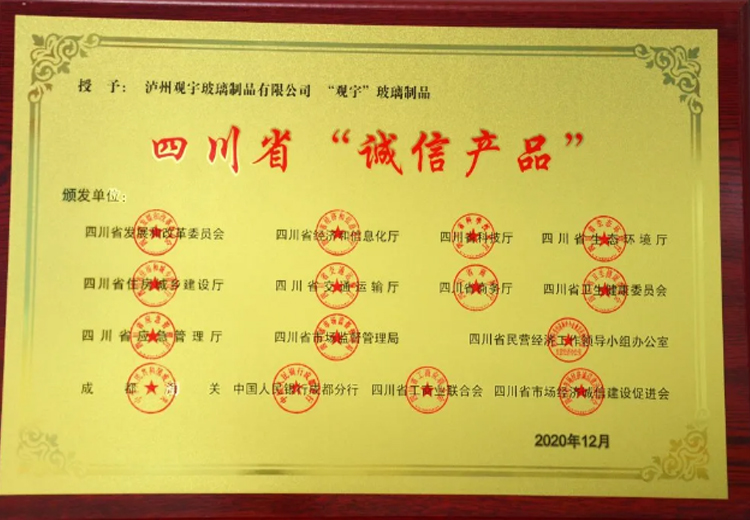 授 予： 泸州观宇玻璃制品有限公司 “观宇”玻璃制品
四川省“诚信产品”
颁发单位：
四川省发展和改革委员会 四川省经济和信息化厅 四川省科技厅 四川省生态环境厅
四川省住房城乡建设厅 四川省交通运输厅 四川省商务厅 四川省卫生健康委员会
四川省应急管理厅 四川省市场监督管理局 四川省民营经济工作领导小组办公室
成都海关 中国人民银行成都分行 四川省工商业联合会 四川省市场经济诚信建设促进会
2020年12月